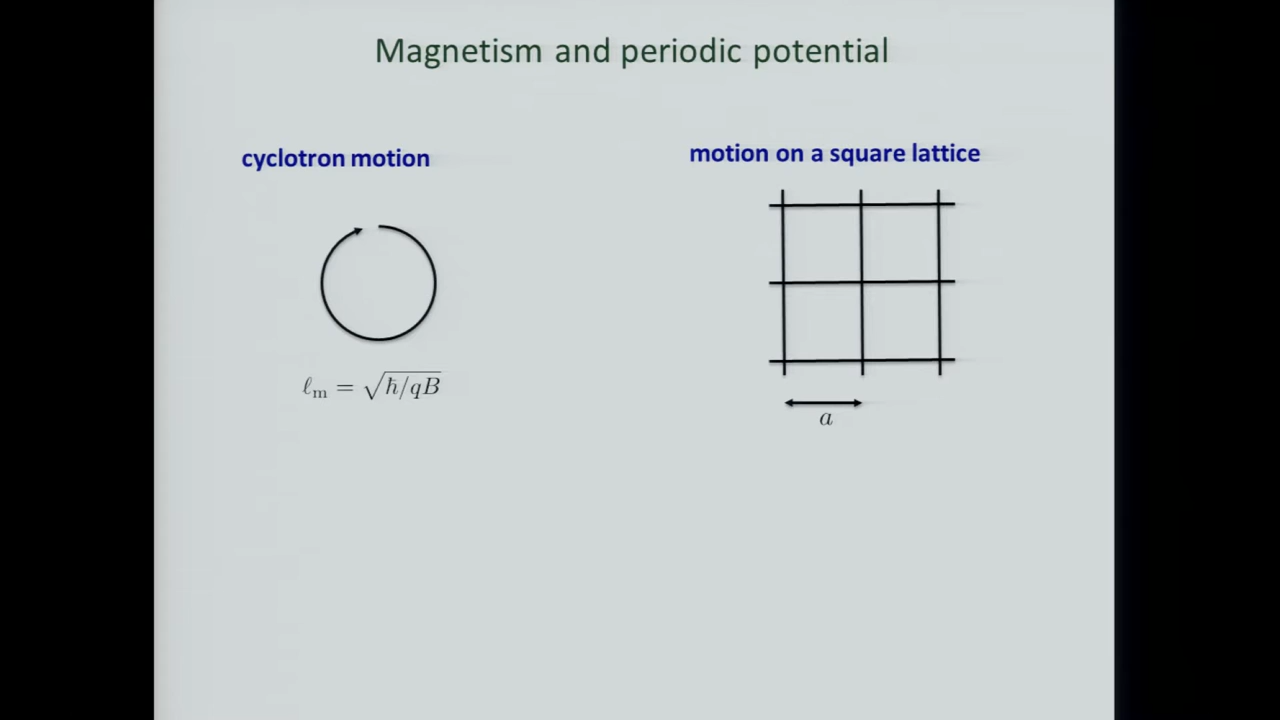 Magnetism and periodic potential
cyclotron motion
motion on a square lattice
ℓₘ = √ħ/qB
a